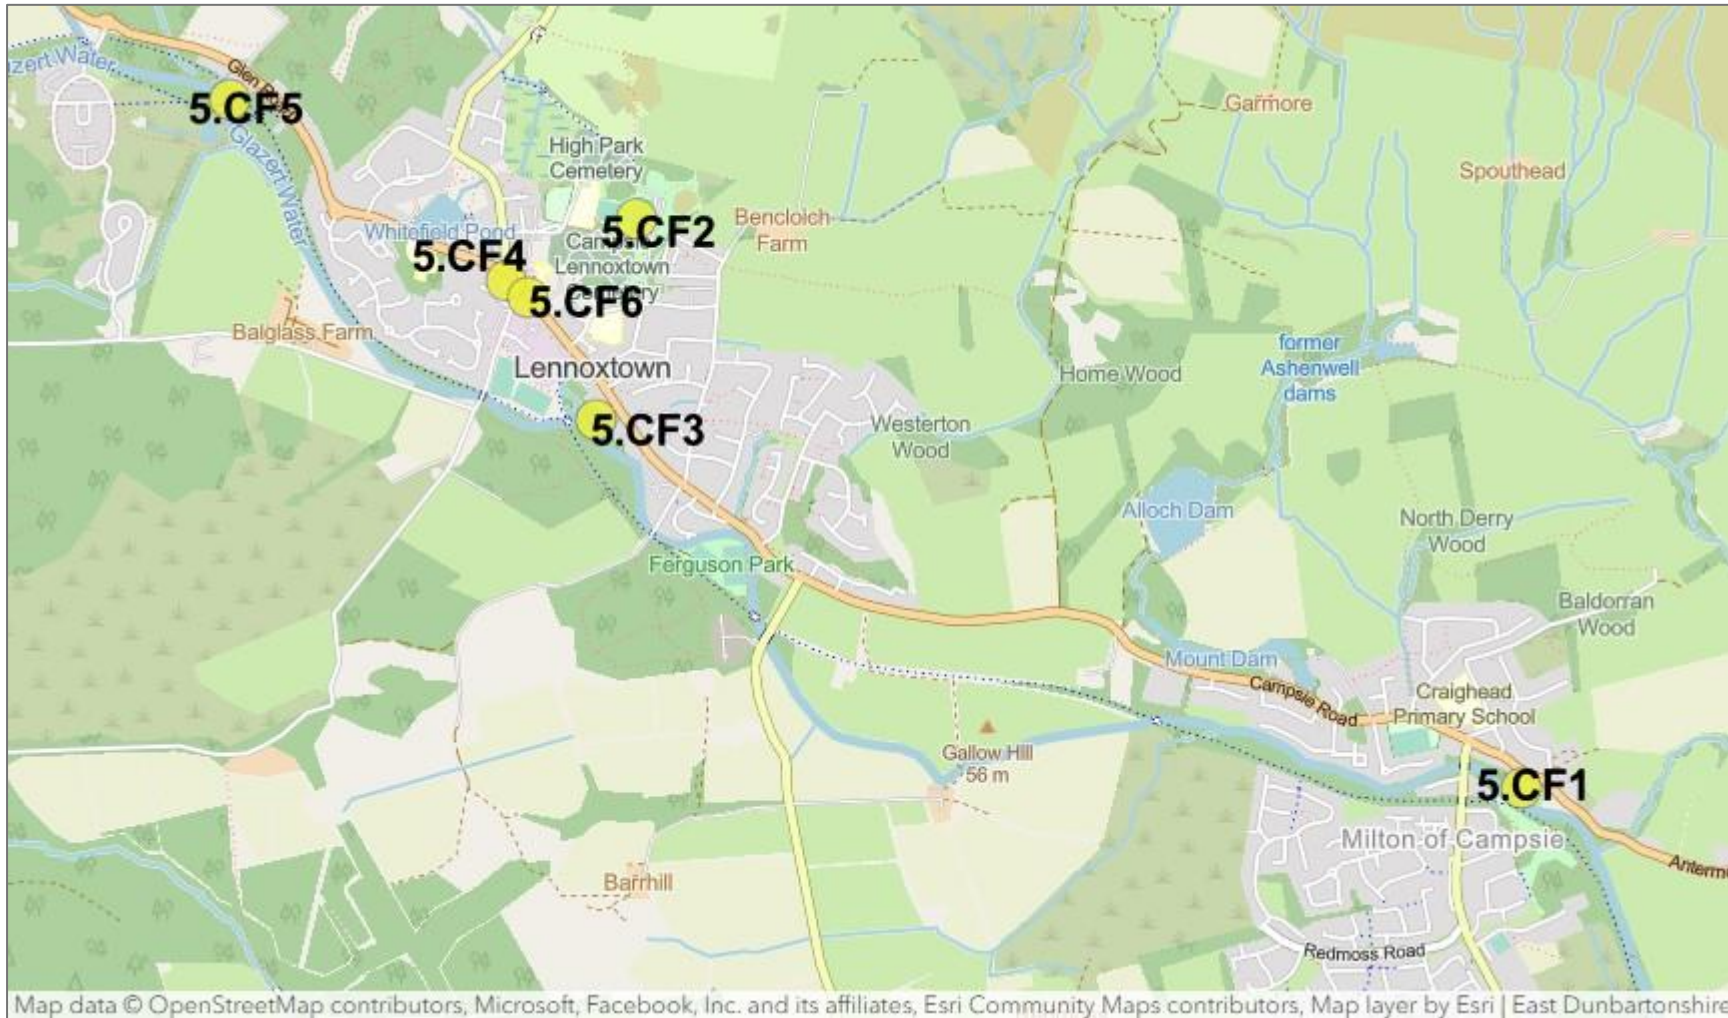 zert Water
Glen Ro
5.CF5
Glazert Water
High Park
Cemetery
Garmore
Spouthead
Whitefield Pond
5.CF2
Bencloich
Farm
5.CF4
Lennoxtown
5.CF6
Balglass Farm
Lennoxtown
former
Ashenwell
dams
Home Wood
5.CF3
Westerton
Wood
Alloch Dam
North Derry
Wood
Ferguson Park
Baldorran
Wood
Mount Dam
Campsie Road
Craighead
Primary School
Gallow Hill
56 m
5.CF1
Milton of Campsie
Barrhill
Redmoss Road
Map data © OpenStreetMap contributors, Microsoft, Facebook, Inc. and its affiliates, Esri Community Maps contributors, Map layer by Esri | East Dunbartonshire